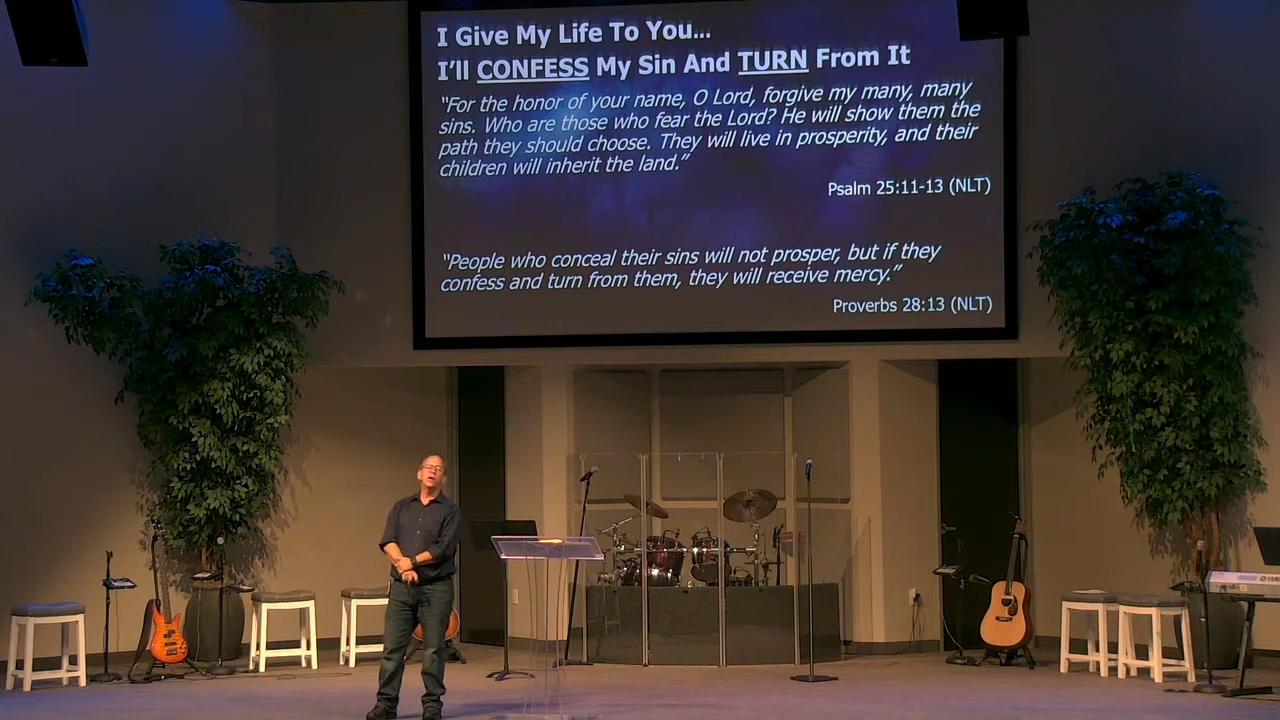 I Give My Life To You...
I'll CONFESS My Sin And TURN From It
"For the honor of your name, O Lord, forgive my many, many
sins. Who are those who fear the Lord? He will show them the
path they should choose. They will live in prosperity, and their
children will inherit the land."
Psalm 25:11-13 (NLT)
"People who conceal their sins will not prosper, but if they
confess and turn from them, they will receive mercy."
Proverbs 28:13 (NLT)